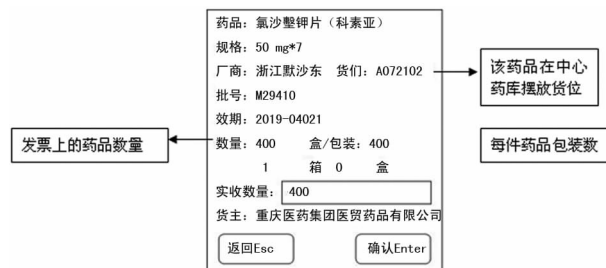 药品：氯沙鑿钾片（科素亚）
规格：50 mg*7
厂商：浙江默沙东 货们：A072102
批号：M29410
效期：2019-04021
数量：400 盒/包装：400
1 箱 0 盒
实收数量：400
货主：重庆医药集团医贸药品有限公司
返回Esc 确认Enter
发票上的药品数量
该药品在中心
药库摆放货位
每件药品包装数